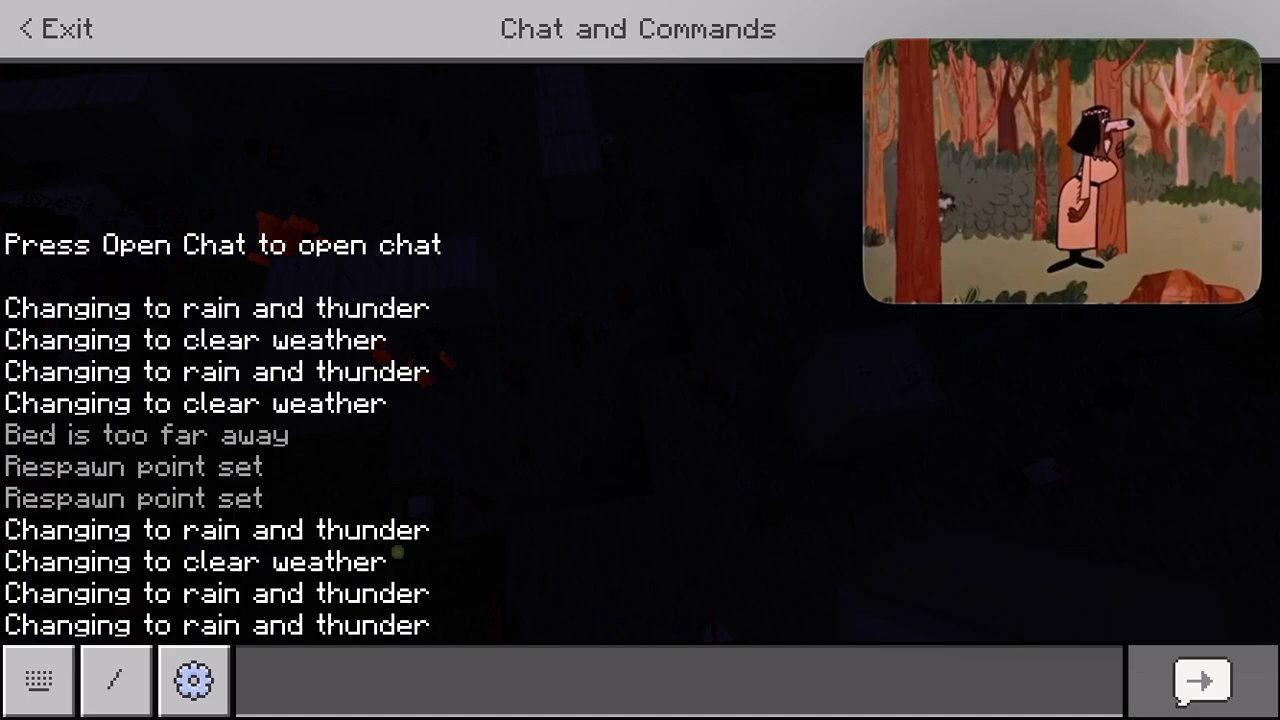 < Exit
Chat and Commands
Press Open Chat to open chat
Changing to rain and thunder
Changing to clear weather
Changing to rain and thunder
Changing to clear weather
Bed is too far away
Respawn point set
Respawn point set
Changing to rain and thunder
Changing to clear weather
Changing to rain and thunder
Changing to rain and thunder
/